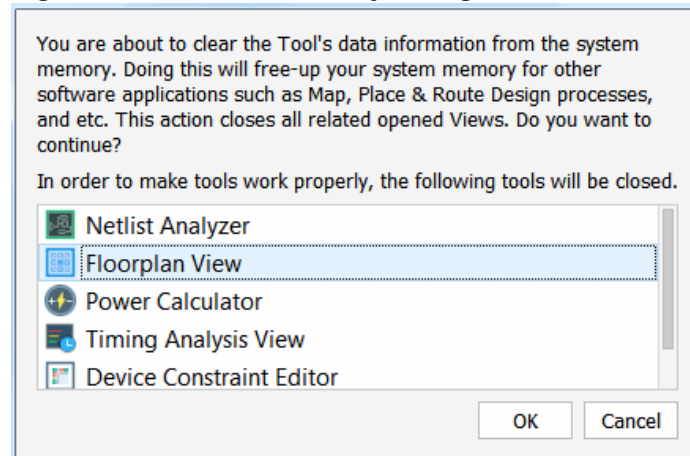 You are about to clear the Tool's data information from the system
memory. Doing this will free-up your system memory for other
software applications such as Map, Place & Route Design processes,
and etc. This action closes all related opened Views. Do you want to
continue?
In order to make tools work properly, the following tools will be closed.
Netlist Analyzer
Floorplan View
Power Calculator
Timing Analysis View
Device Constraint Editor
OK Cancel